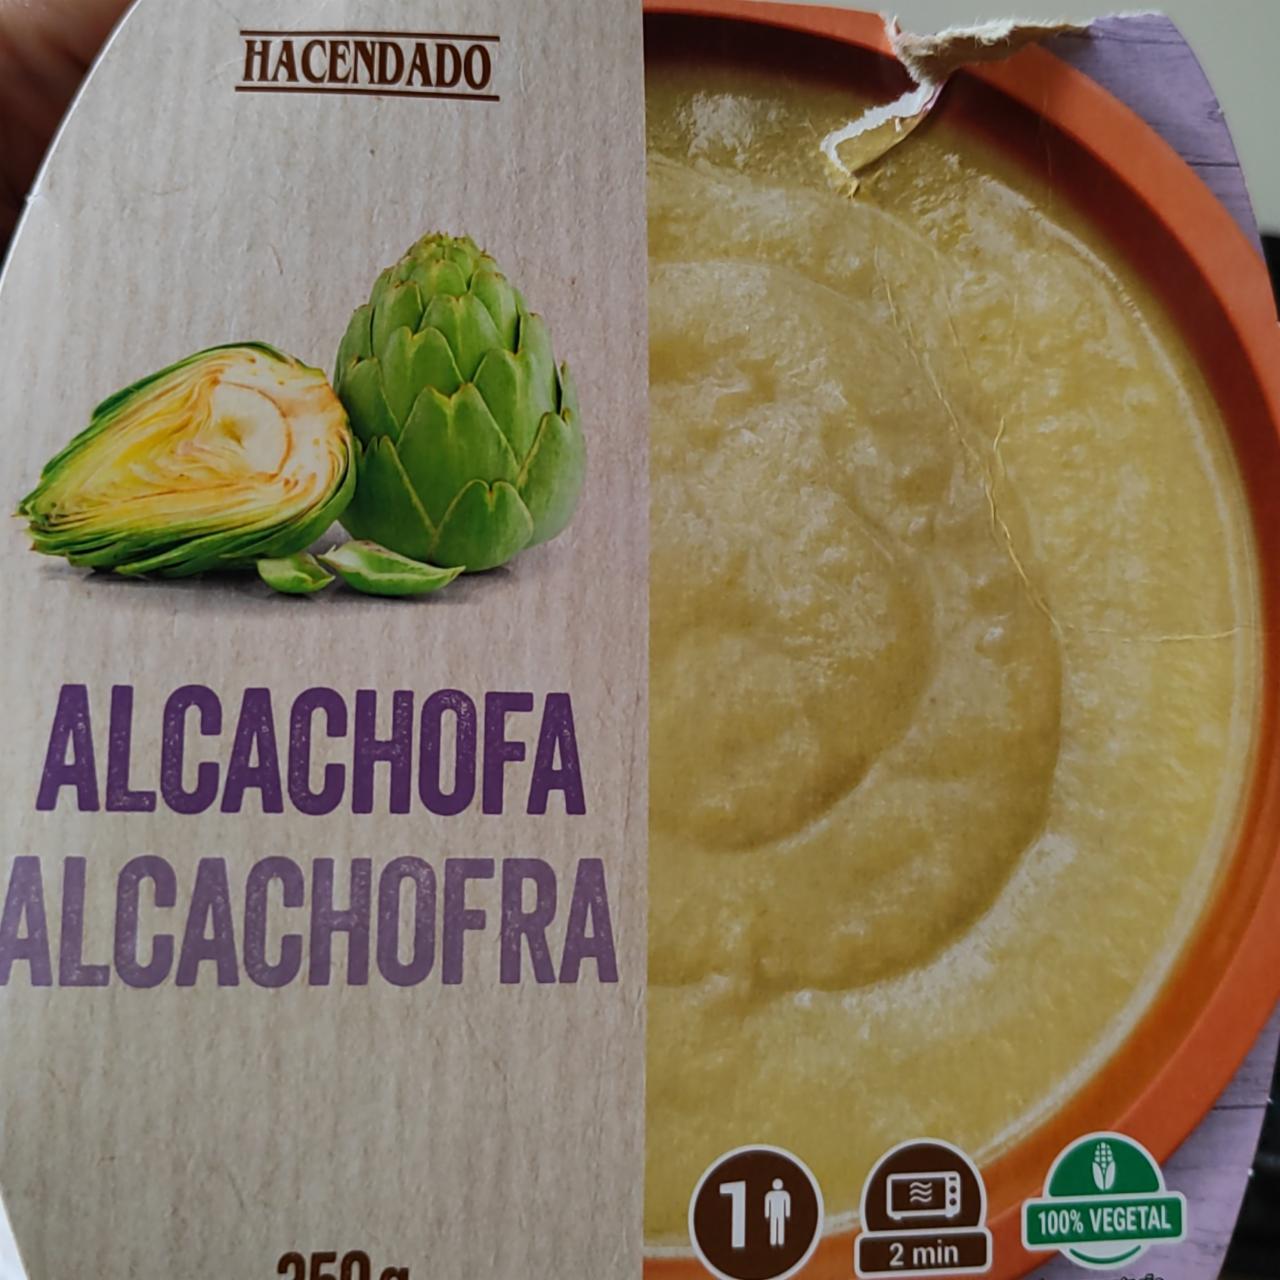 HACENDADO
ALCACHOFA
ALCACHOFRA
1
2 min
100% VEGETAL